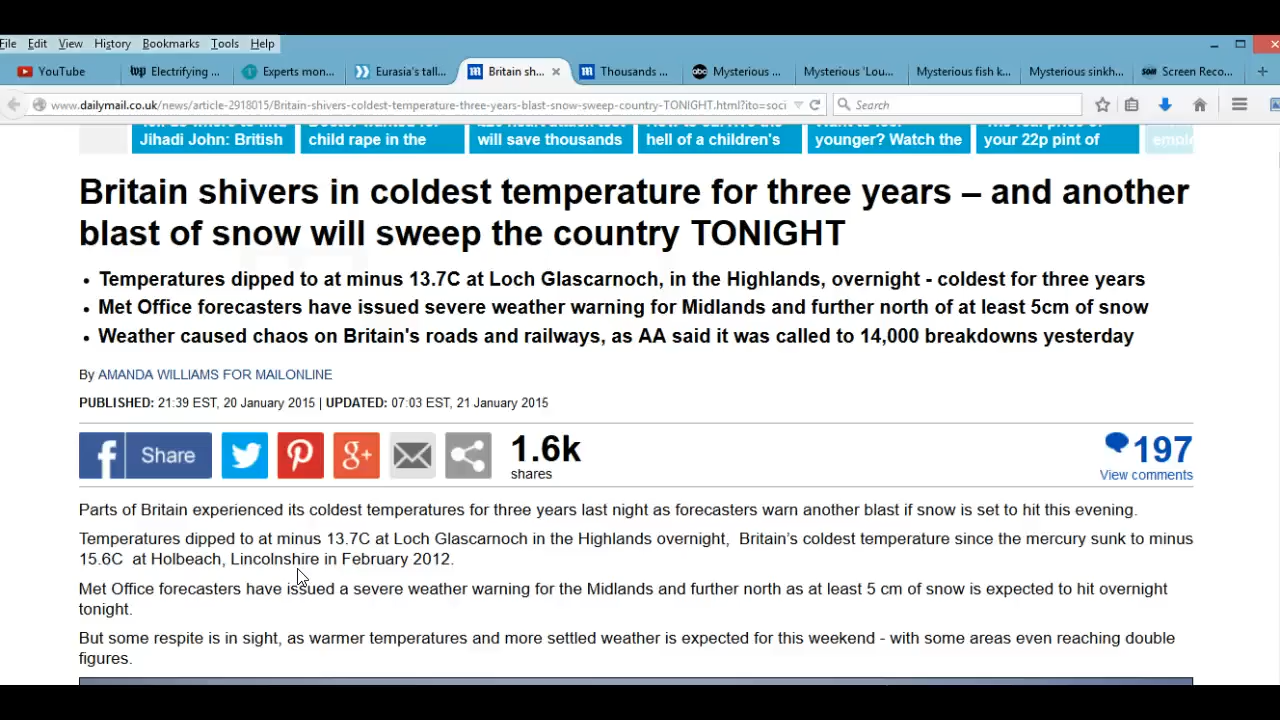 File Edit View History Bookmarks Tools Help
YouTube Electrifying ... Experts mon... Eurasia's tall... Britain sh... Thousands ... Mysterious ... Mysterious 'Lou... Mysterious fish k... Mysterious sinkh... Screen Reco...
www.dailymail.co.uk/news/article-2918015/Britain-shivers-coldest-temperature-three-years-blast-snow-sweep-country-TONIGHT.html?ito=soci Search
Jihadi John: British child rape in the will save thousands hell of a children's younger? Watch the your 22p pint of
Britain shivers in coldest temperature for three years – and another
blast of snow will sweep the country TONIGHT
• Temperatures dipped to at minus 13.7C at Loch Glascarnoch, in the Highlands, overnight - coldest for three years
• Met Office forecasters have issued severe weather warning for Midlands and further north of at least 5cm of snow
• Weather caused chaos on Britain's roads and railways, as AA said it was called to 14,000 breakdowns yesterday
By AMANDA WILLIAMS FOR MAILONLINE
PUBLISHED: 21:39 EST, 20 January 2015 | UPDATED: 07:03 EST, 21 January 2015
Share 1.6k 197
shares View comments
Parts of Britain experienced its coldest temperatures for three years last night as forecasters warn another blast if snow is set to hit this evening.
Temperatures dipped to at minus 13.7C at Loch Glascarnoch in the Highlands overnight, Britain's coldest temperature since the mercury sunk to minus
15.6C at Holbeach, Lincolnshire in February 2012.
Met Office forecasters have issued a severe weather warning for the Midlands and further north as at least 5 cm of snow is expected to hit overnight
tonight.
But some respite is in sight, as warmer temperatures and more settled weather is expected for this weekend - with some areas even reaching double
figures.